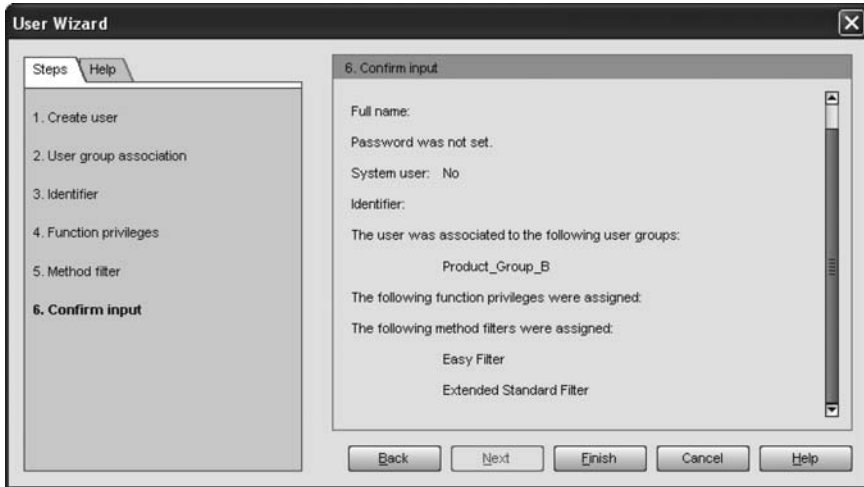 User Wizard
Steps Help
1. Create user
2. User group association
3. Identifier
4. Function privileges
5. Method filter
6. Confirm input
6. Confirm input
Full name:
Password was not set.
System user: No
Identifier:
The user was associated to the following user groups:
Product_Group_B
The following function privileges were assigned:
The following method filters were assigned:
Easy Filter
Extended Standard Filter
Back Next Finish Cancel Help